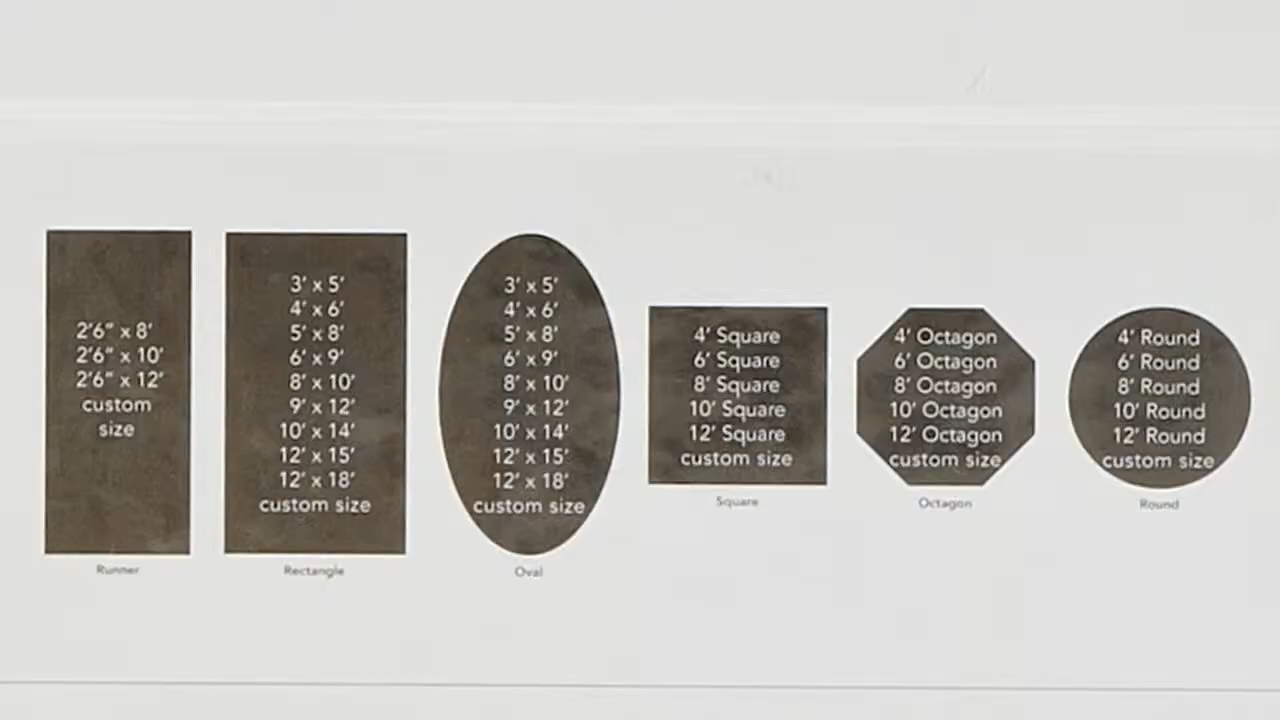 2'6" x 8'
2'6" x 10'
2'6" x 12'
custom
size
Runner
3' x 5'
4' x 6'
5' x 8'
6' x 9'
8' x 10'
9' x 12'
10' x 14'
12' x 15'
12' x 18'
custom size
Rectangle
3' x 5'
4' x 6'
5' x 8'
6' x 9'
8' x 10'
9' x 12'
10' x 14'
12' x 15'
12' x 18'
custom size
Oval
4' Square
6' Square
8' Square
10' Square
12' Square
custom size
Square
4' Octagon
6' Octagon
8' Octagon
10' Octagon
12' Octagon
custom size
Octagon
4' Round
6' Round
8' Round
10' Round
12' Round
custom size
Round